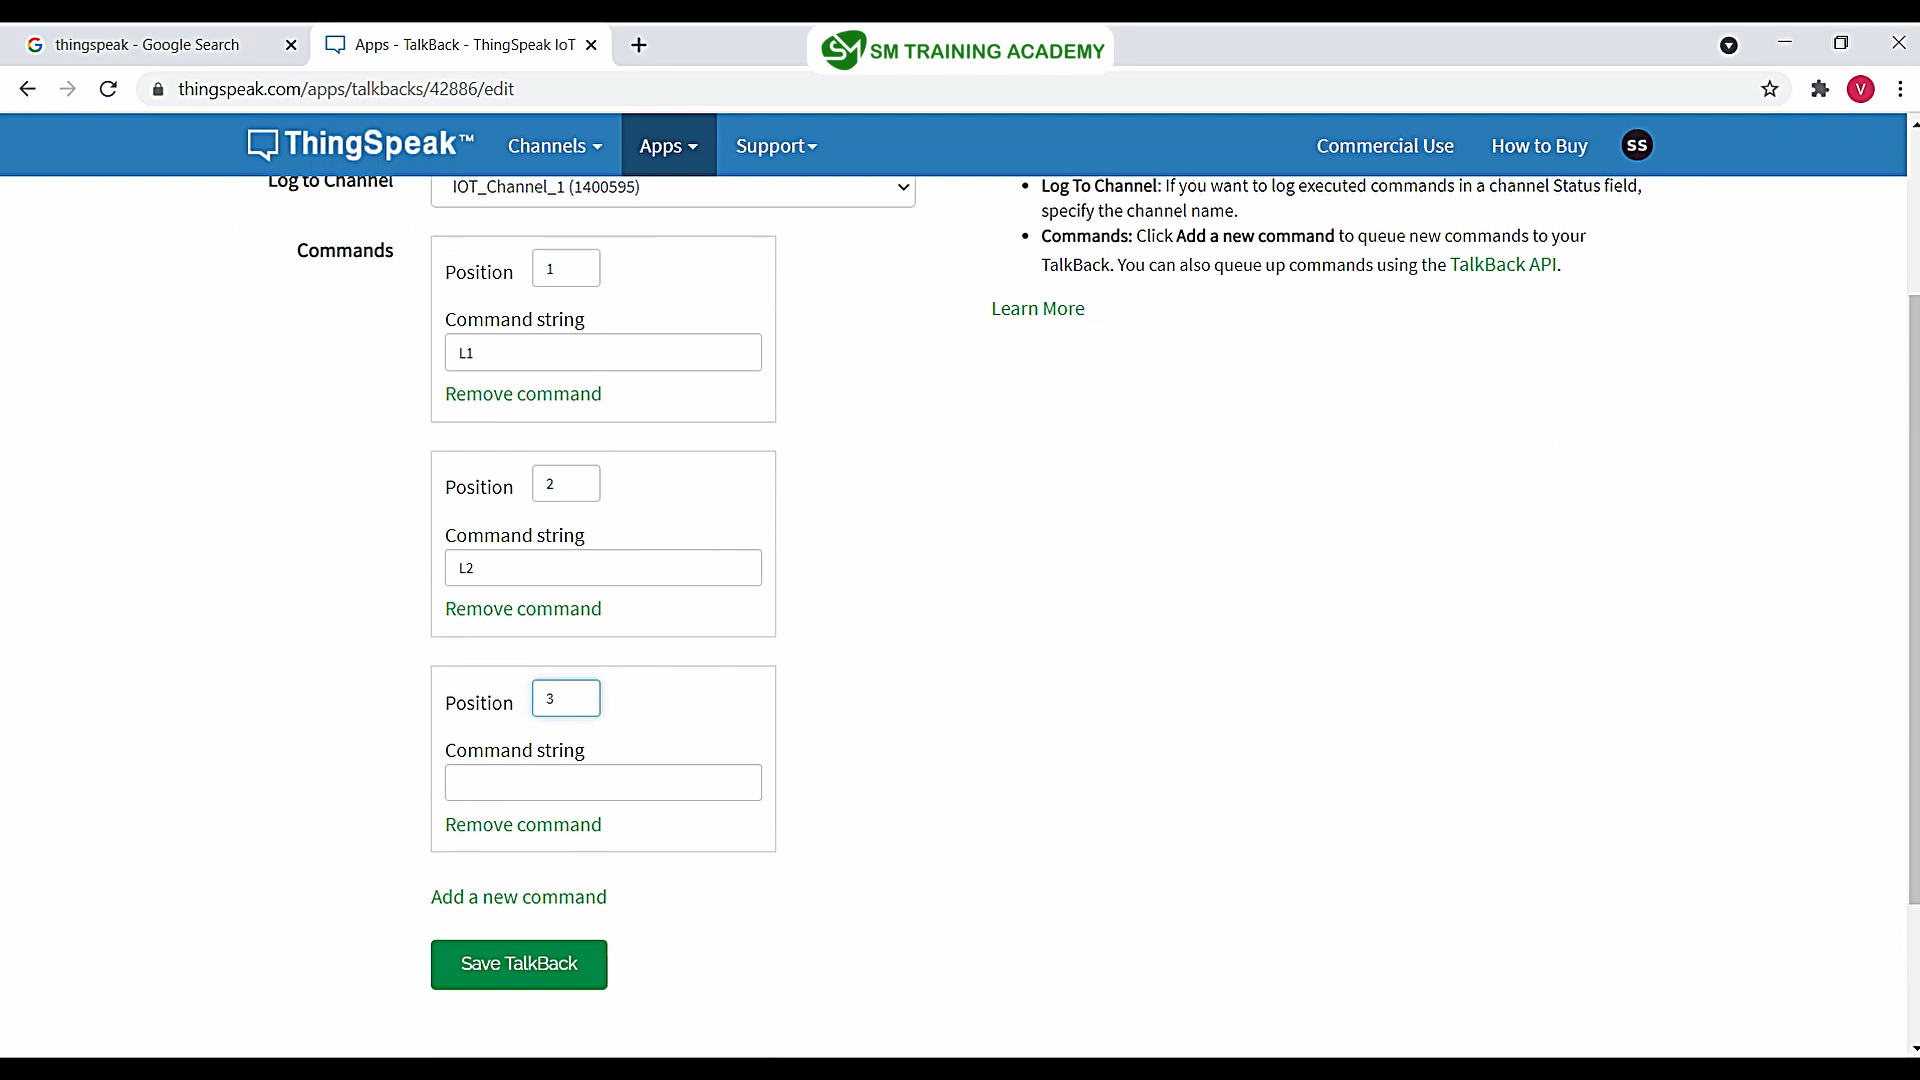 thingspeak - Google Search
Apps - TalkBack - ThingSpeak IoT
SM TRAINING ACADEMY
thingspeak.com/apps/talkbacks/42886/edit
V
ThingSpeak™
Channels
Apps
Support
Commercial Use
How to Buy
SS
Log to Channel
IOT_Channel_1 (1400595)
Commands
Position
1
Command string
L1
Remove command
Position
2
Command string
L2
Remove command
Position
3
Command string
Remove command
Add a new command
Save TalkBack
Log To Channel: If you want to log executed commands in a channel Status field,
specify the channel name.
Commands: Click Add a new command to queue new commands to your
TalkBack. You can also queue up commands using the TalkBack API.
Learn More